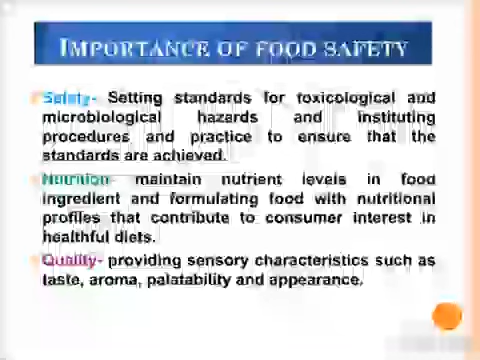 IMPORTANCE OF FOOD SAFETY
Safety- Setting standards for toxicological and
microbiological hazards and instituting
procedures and practice to ensure that the
standards are achieved.
Nutrition- maintain nutrient levels in food
ingredient and formulating food with nutritional
profiles that contribute to consumer interest in
healthful diets.
Quality- providing sensory characteristics such as
taste, aroma, palatability and appearance.